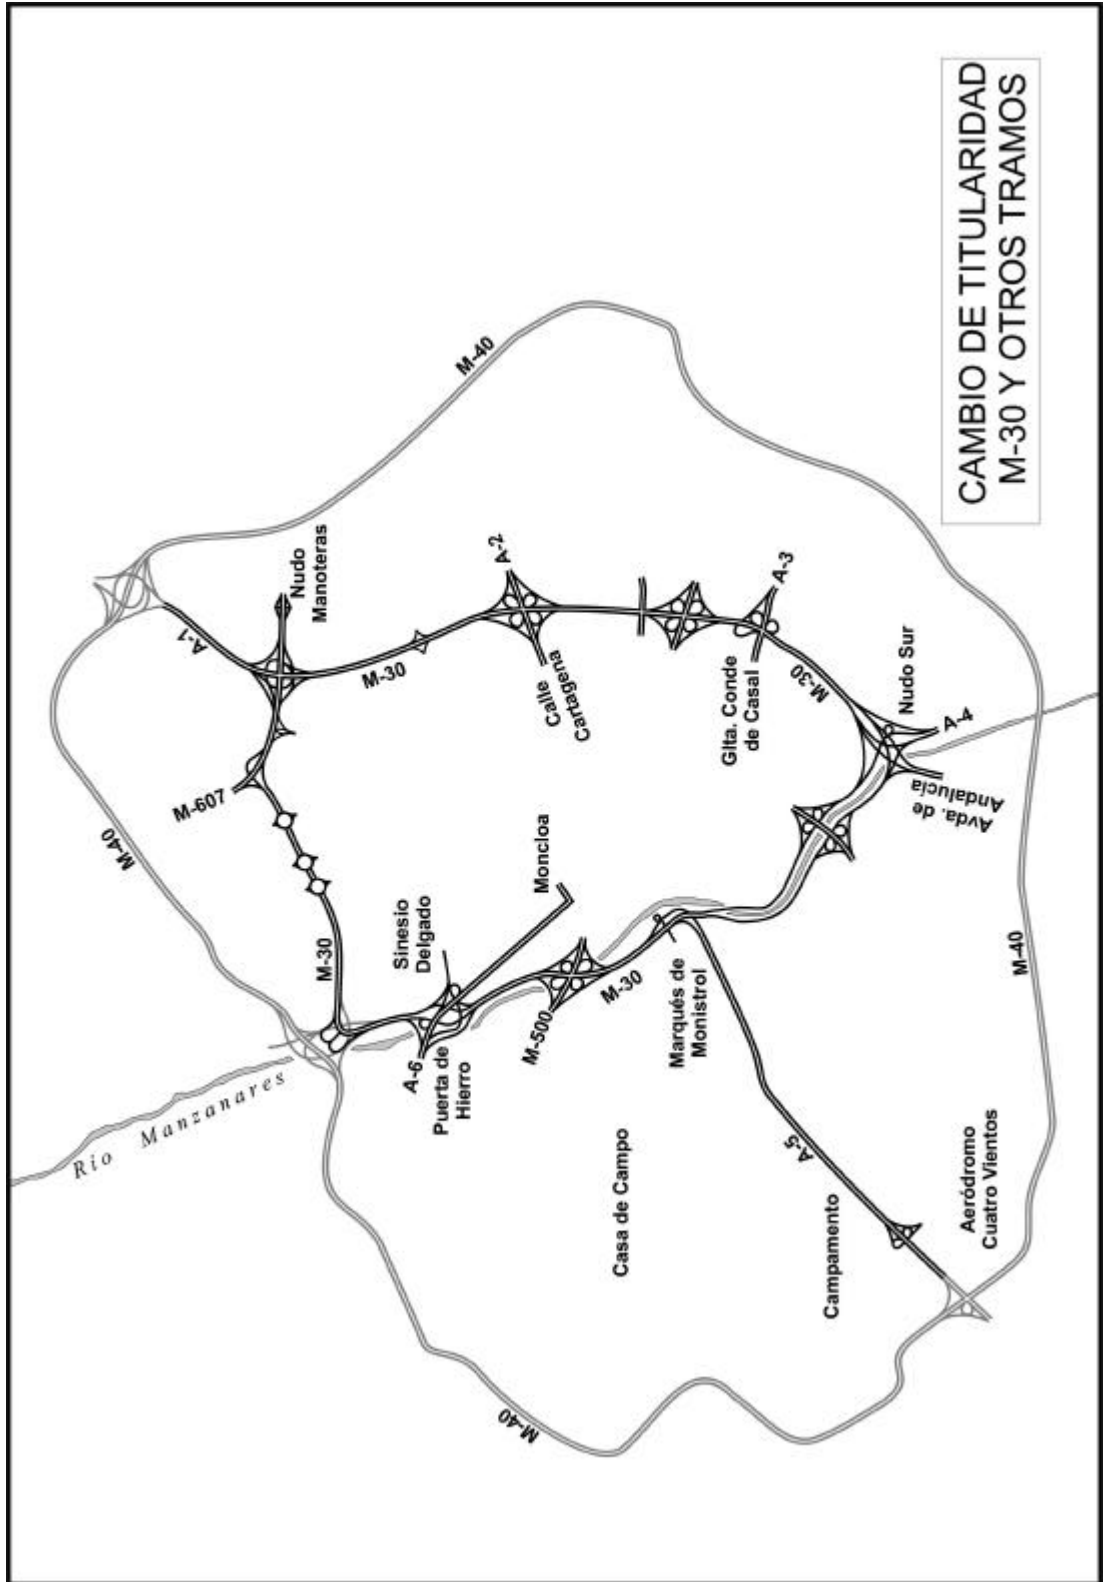 CAMBIO DE TITULARIDAD
M-30 Y OTROS TRAMOS
Río Manzanares
M-40
M-40
M-607
A-1
Nudo
Manoteras
M-40
M-30
M-30
Sinesio
Delgado
A-6
Puerta de
Hierro
Moncloa
Calle
Cartagena
A-2
M-500
M-30
M-40
Casa de Campo
Marqués de
Monistrol
Glta. Conde
de Casal
A-3
M-30
A-5
Campamento
Nudo Sur
A-4
Avda. de
Andalucía
Aeródromo
Cuatro Vientos
M-40